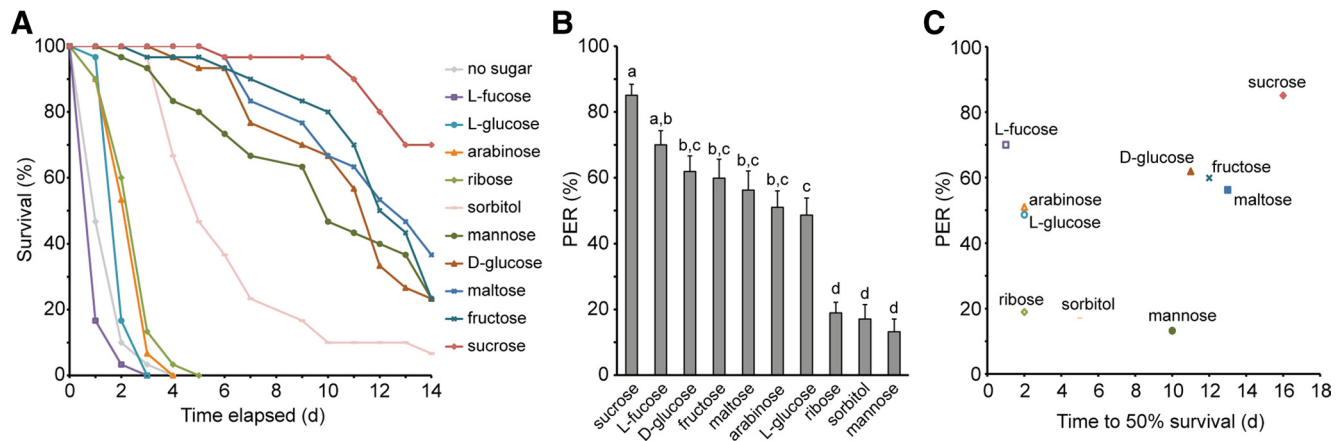 A
Survival (%)
100
80
60
40
20
0
0 2 4 6 8 10 12 14
Time elapsed (d)
no sugar
L-fucose
L-glucose
arabinose
ribose
sorbitol
mannose
D-glucose
maltose
fructose
sucrose
B
PER (%)
100
80
60
40
20
0
a
a,b
b,c
b,c
b,c
b,c
c
d
d
d
sucrose
L-fucose
D-glucose
fructose
maltose
arabinose
L-glucose
ribose
sorbitol
mannose
C
PER (%)
100
80
60
40
20
0
sucrose
L-fucose
D-glucose
fructose
maltose
arabinose
L-glucose
ribose
sorbitol
mannose
0 2 4 6 8 10 12 14 16 18
Time to 50% survival (d)